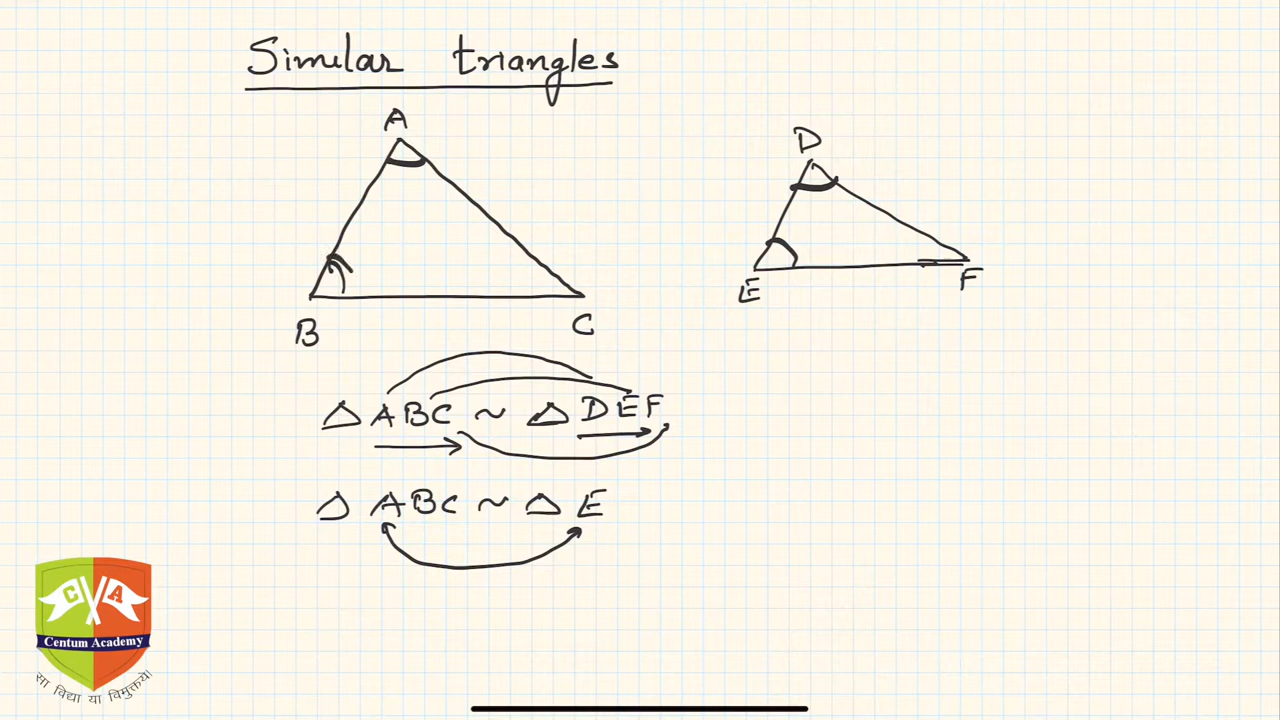 Similar triangles
A
D
B
C
E
F
△ ABC ~ △ DEF
△ ABC ~ △ E
C A
Centum Academy
सा विद्या या विमुक्तये।